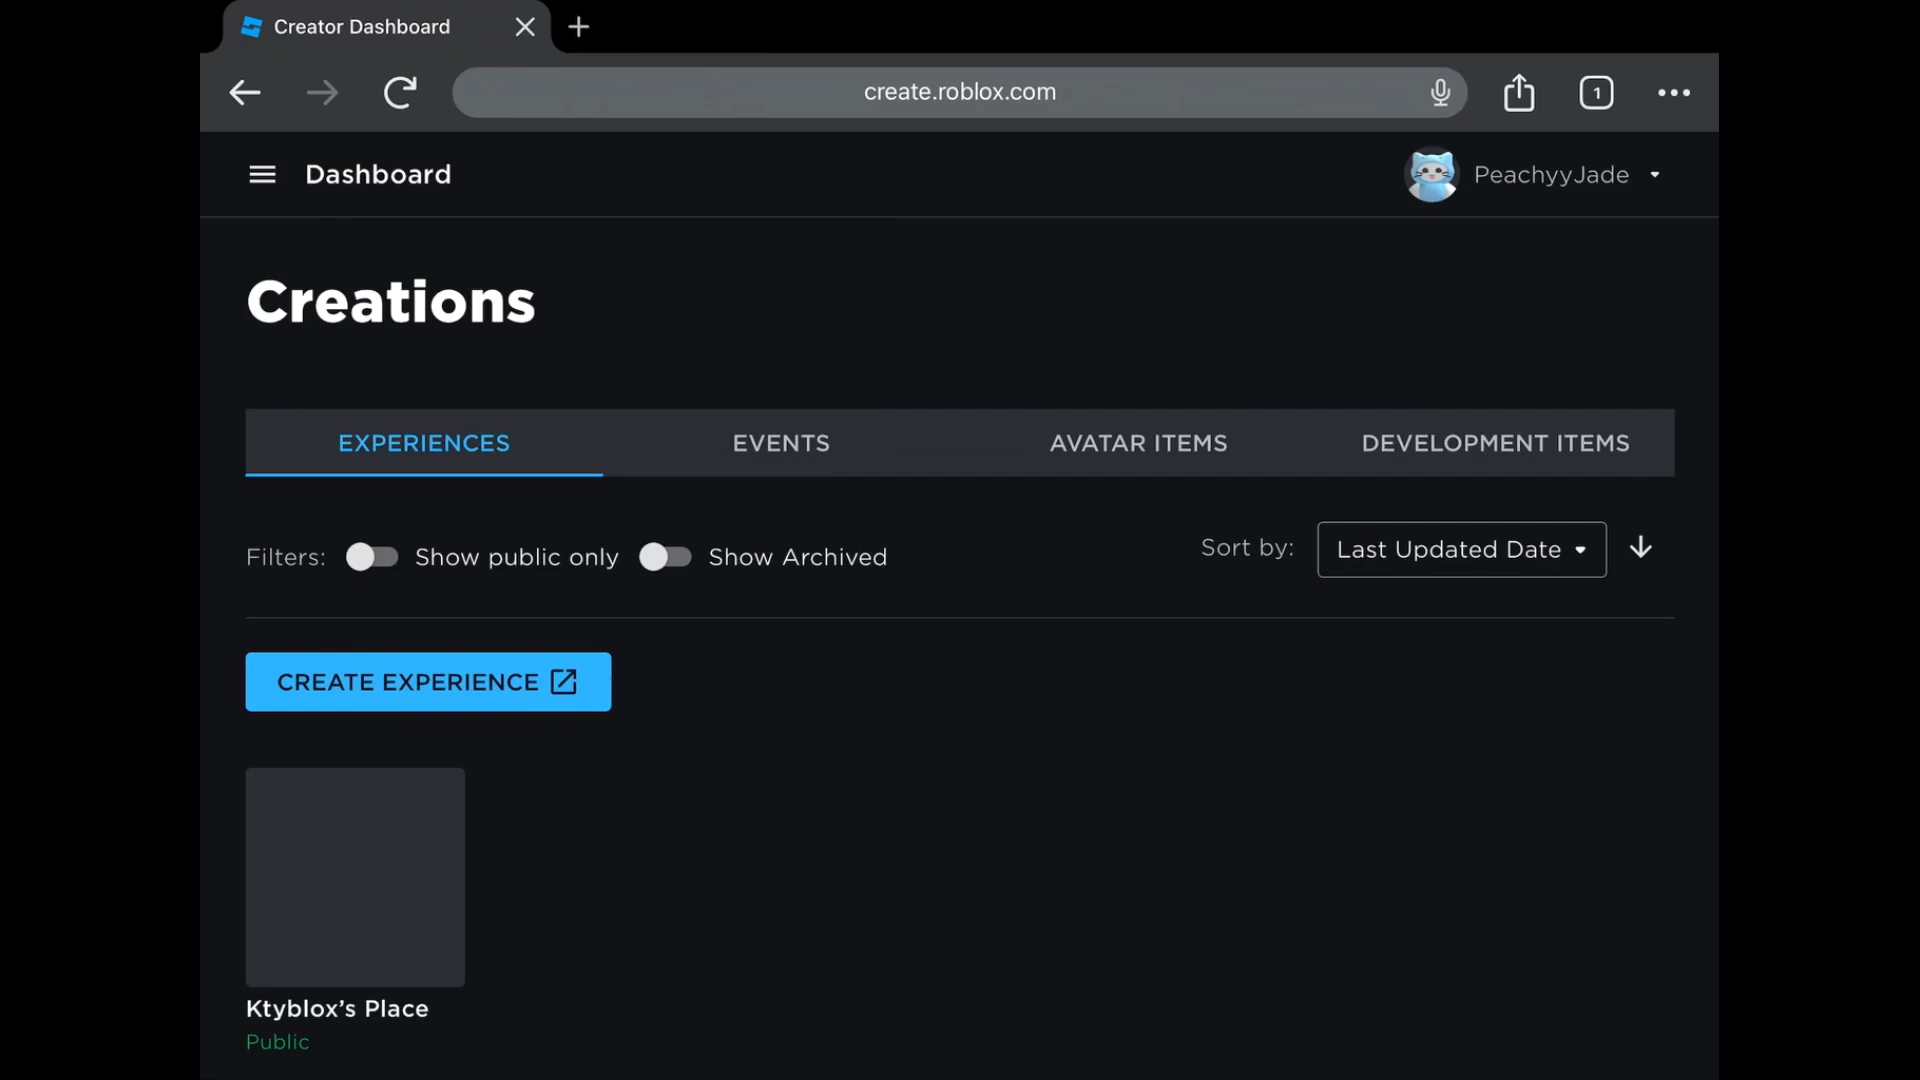 Creator Dashboard
create.roblox.com
1
Dashboard
PeachyyJade
Creations
EXPERIENCES EVENTS AVATAR ITEMS DEVELOPMENT ITEMS
Filters: Show public only Show Archived Sort by: Last Updated Date
CREATE EXPERIENCE
Ktyblox’s Place
Public